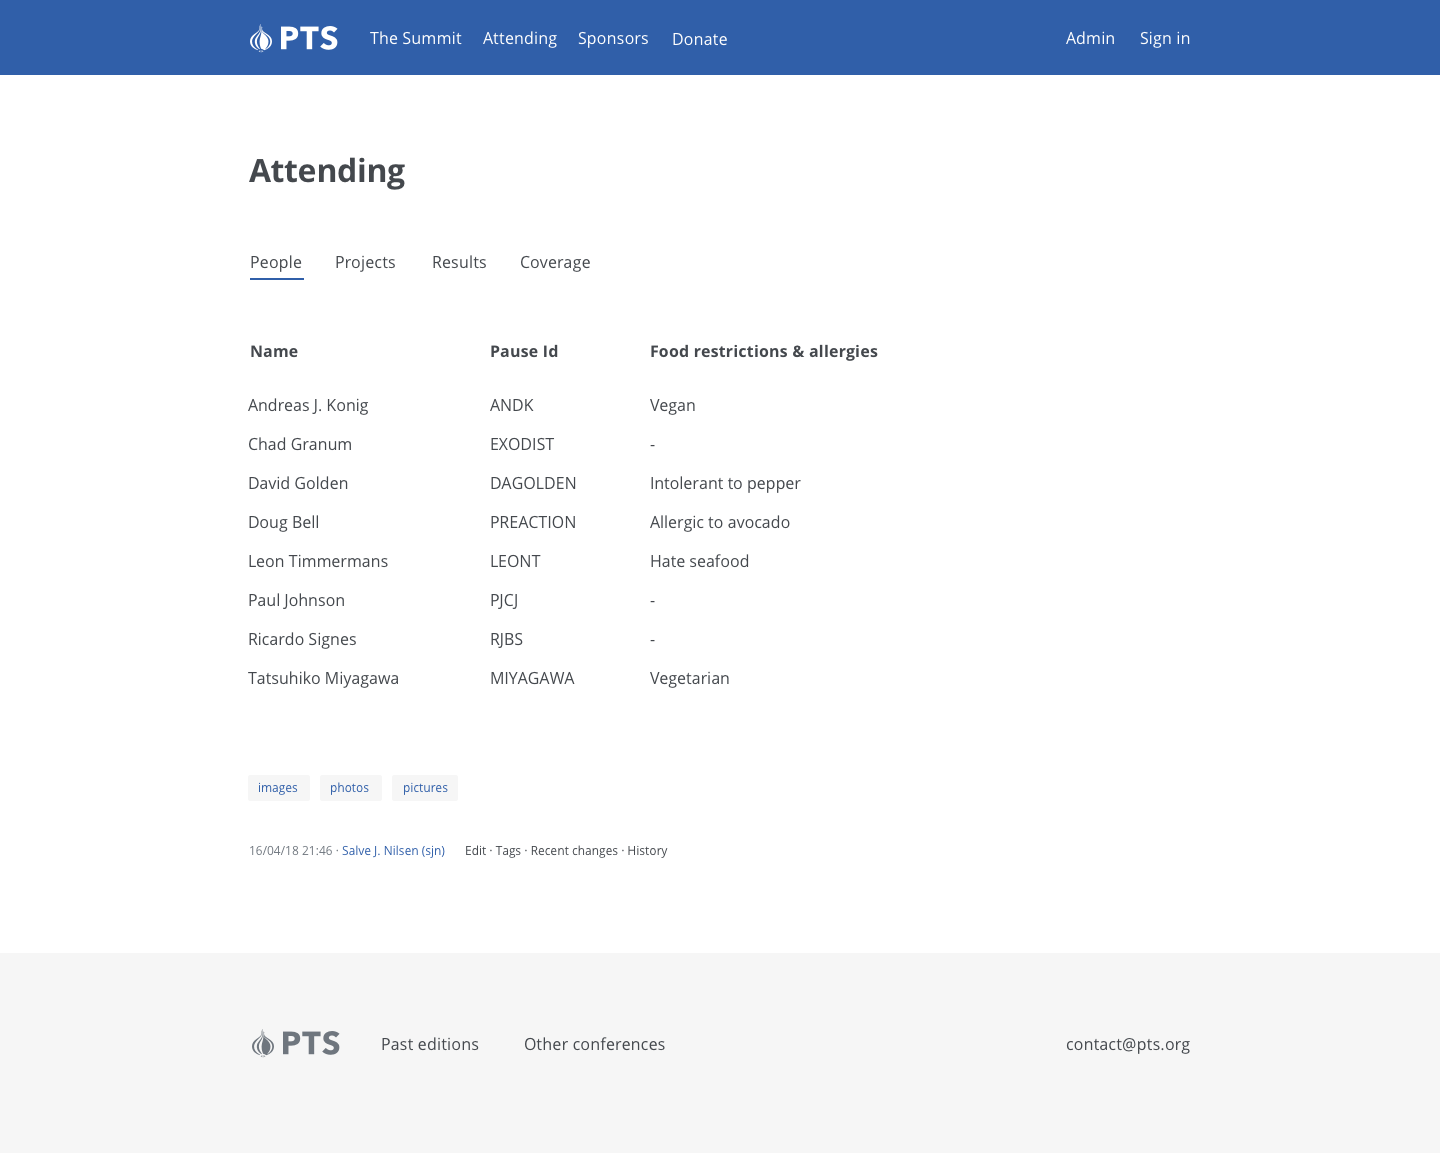 PTS The Summit Attending Sponsors Donate Admin Sign in
Attending
People Projects Results Coverage
Name Pause Id Food restrictions & allergies
Andreas J. Konig ANDK Vegan
Chad Granum EXODIST -
David Golden DAGOLDEN Intolerant to pepper
Doug Bell PREACTION Allergic to avocado
Leon Timmermans LEONT Hate seafood
Paul Johnson PJCJ -
Ricardo Signes RJBS -
Tatsuhiko Miyagawa MIYAGAWA Vegetarian
images photos pictures
16/04/18 21:46 · Salve J. Nilsen (sjn) Edit · Tags · Recent changes · History
PTS Past editions Other conferences contact@pts.org